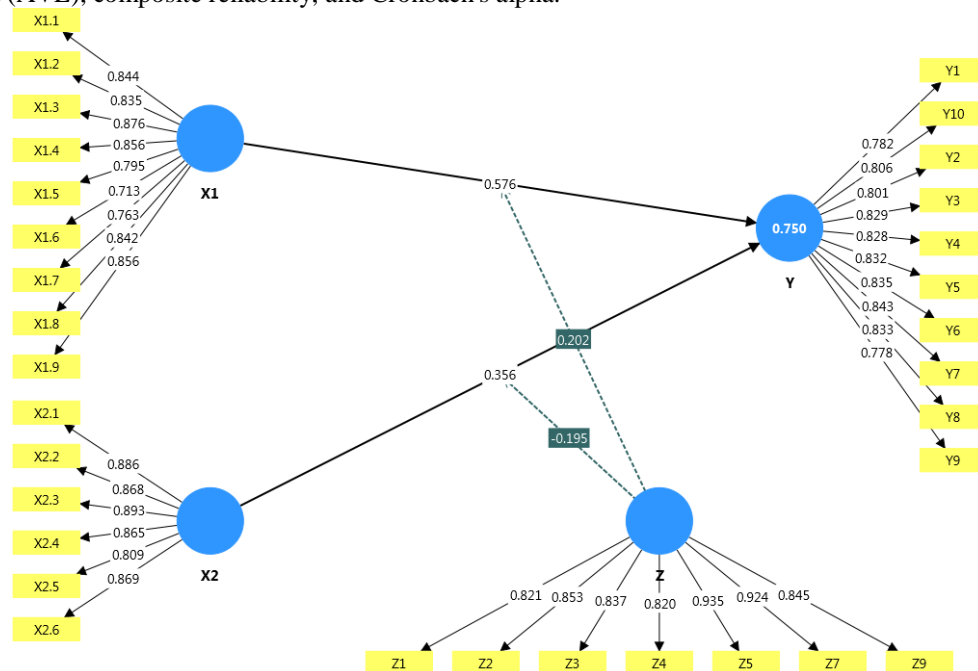 (AVE), composite reliability, and Cronbach's alpha.
X1.1
X1.2
X1.3
X1.4
X1.5
X1.6
X1.7
X1.8
X1.9
0.844
0.835
0.876
0.856
0.795
0.713
0.763
0.842
0.856
X1
X2.1
X2.2
X2.3
X2.4
X2.5
X2.6
0.886
0.868
0.893
0.865
0.809
0.869
X2
0.576
0.202
0.356
-0.195
0.750
Y
0.782
0.806
0.801
0.829
0.828
0.832
0.835
0.843
0.833
0.778
Y1
Y10
Y2
Y3
Y4
Y5
Y6
Y7
Y8
Y9
Z
0.821
0.853
0.837
0.820
0.935
0.924
0.845
Z1
Z2
Z3
Z4
Z5
Z7
Z9